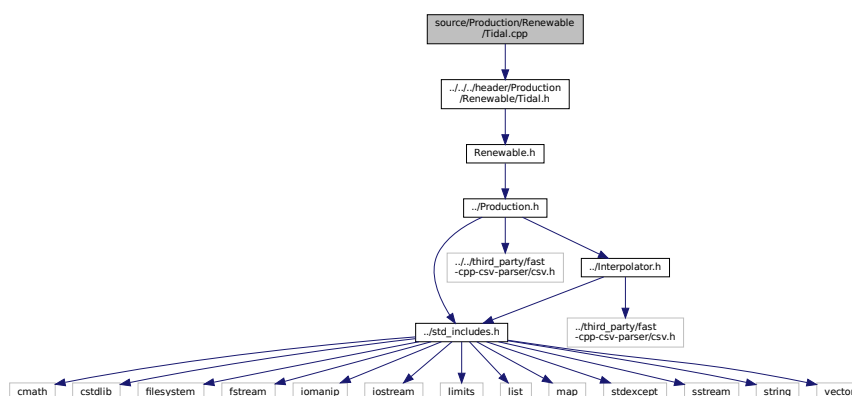 source/Production/Renewable
/Tidal.cpp
../../../header/Production
/Renewable/Tidal.h
Renewable.h
../Production.h
../../third_party/fast
-cpp-csv-parser/csv.h
../Interpolator.h
../std_includes.h
../third_party/fast
-cpp-csv-parser/csv.h
cmath
cstdlib
filesystem
fstream
iomanip
iostream
limits
list
map
stdexcept
sstream
string
vector